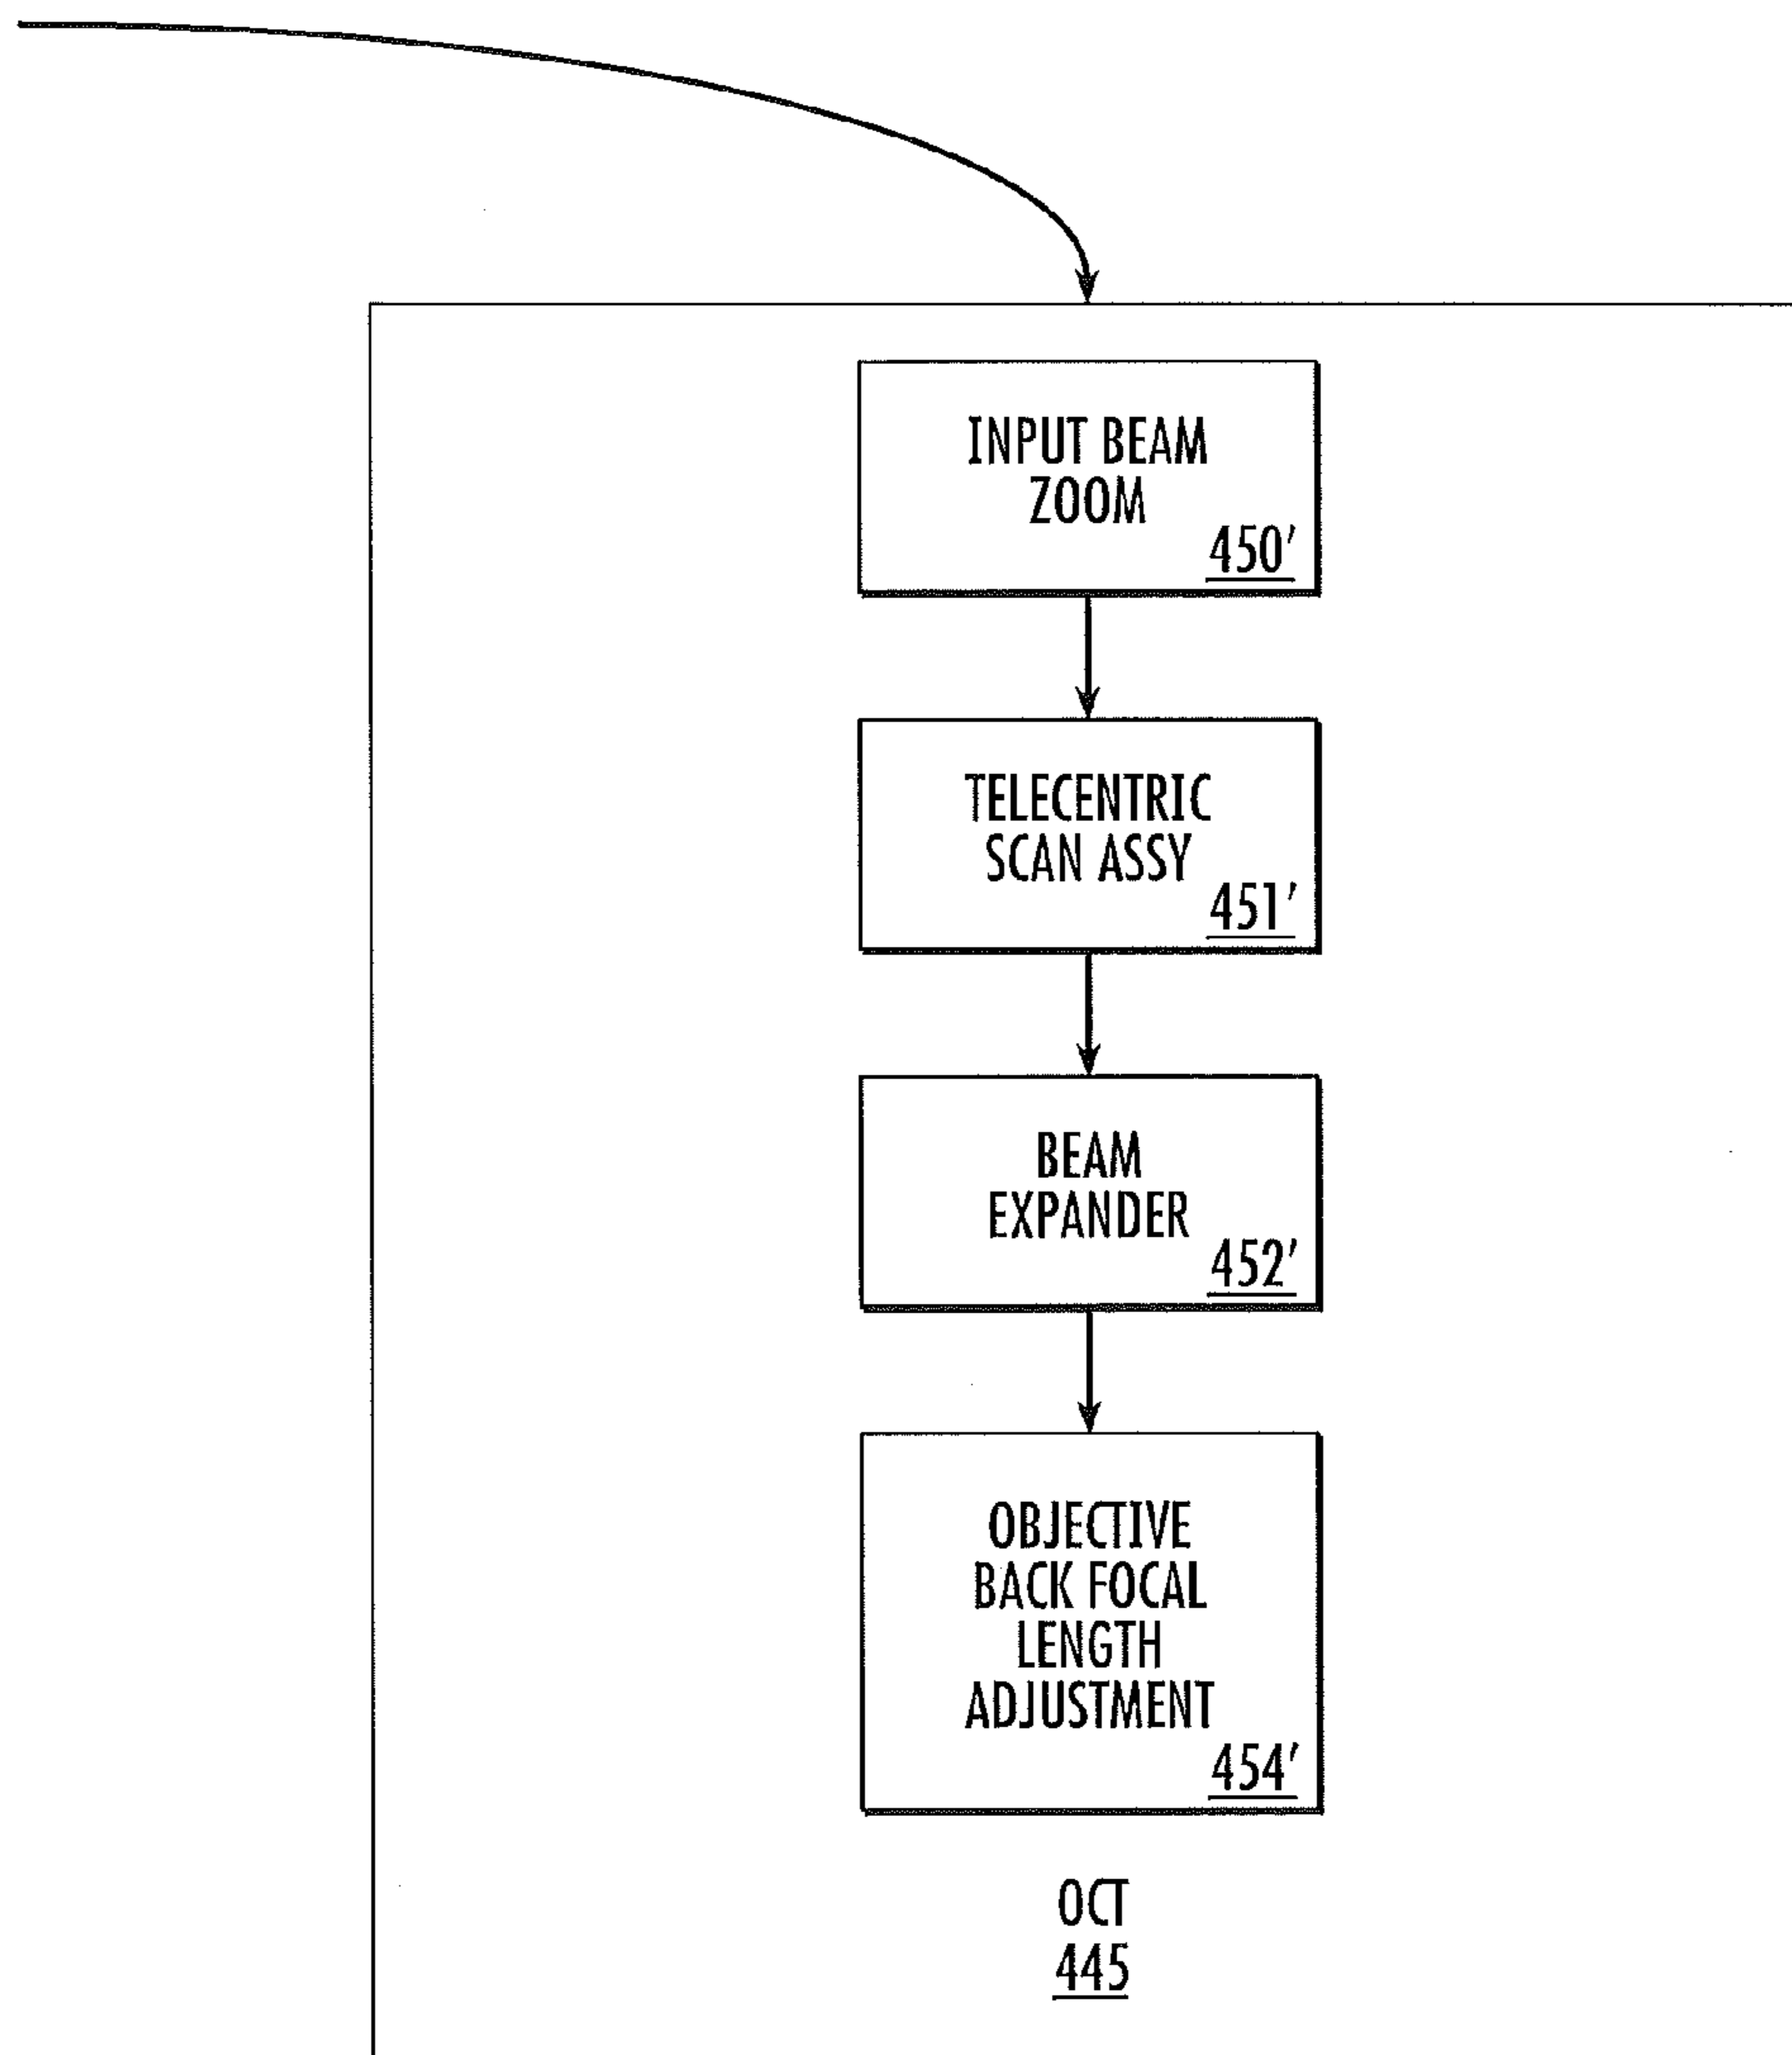 INPUT BEAM
ZOOM
450'
TELECENTRIC
SCAN ASSY
451'
BEAM
EXPANDER
452'
OBJECTIVE
BACK FOCAL
LENGTH
ADJUSTMENT
454'
OCT
445